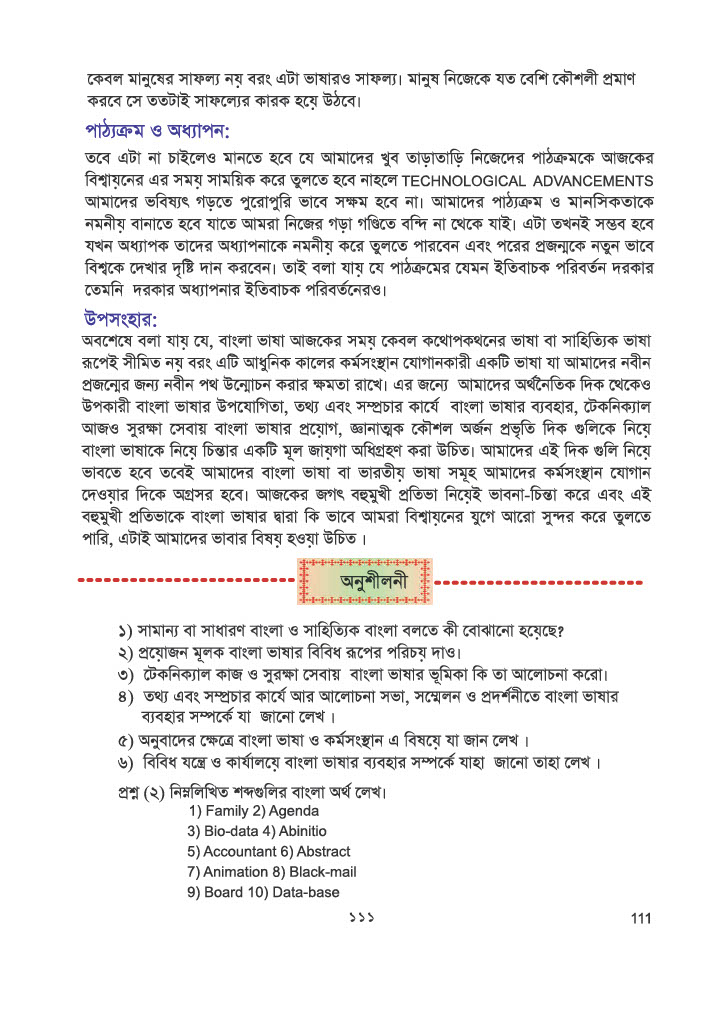 কেবল মানুষের সাফল্য নয় বরং এটা ভাষারও সাফল্য। মানুষ নিজেকে যত বেশি কৌশলী প্রমাণ
করবে সে ততটাই সাফল্যের কারক হয়ে উঠবে।
পাঠ্যক্রম ও অধ্যাপন:
তবে এটা না চাইলেও মানতে হবে যে আমাদের খুব তাড়াতাড়ি নিজেদের পাঠক্রমকে আজকের
বিশ্বায়নের এর সময় সাময়িক করে তুলতে হবে নাহলে TECHNOLOGICAL ADVANCEMENTS
আমাদের ভবিষ্যৎ গড়তে পুরোপুরি ভাবে সক্ষম হবে না। আমাদের পাঠ্যক্রম ও মানসিকতাকে
নমনীয় বানাতে হবে যাতে আমরা নিজের গড়া গণ্ডিতে বন্দি না থেকে যাই। এটা তখনই সম্ভব হবে
যখন অধ্যাপক তাদের অধ্যাপনাকে নমনীয় করে তুলতে পারবেন এবং পরের প্রজন্মকে নতুন ভাবে
বিশ্বকে দেখার দৃষ্টি দান করবেন। তাই বলা যায় যে পাঠক্রমের যেমন ইতিবাচক পরিবর্তন দরকার
তেমনি দরকার অধ্যাপনার ইতিবাচক পরিবর্তনেরও।
উপসংহার:
অবশেষে বলা যায় যে, বাংলা ভাষা আজকের সময় কেবল কথোপকথনের ভাষা বা সাহিত্যিক ভাষা
রূপেই সীমিত নয় বরং এটি আধুনিক কালের কর্মসংস্থান যোগানকারী একটি ভাষা যা আমাদের নবীন
প্রজন্মের জন্য নবীন পথ উন্মোচন করার ক্ষমতা রাখে। এর জন্যে আমাদের অর্থনৈতিক দিক থেকেও
উপকারী বাংলা ভাষার উপযোগিতা, তথ্য এবং সম্প্রচার কার্যে বাংলা ভাষার ব্যবহার, টেকনিক্যাল
আজও সুরক্ষা সেবায় বাংলা ভাষার প্রয়োগ, জ্ঞানাত্মক কৌশল অর্জন প্রভৃতি দিক গুলিকে নিয়ে
বাংলা ভাষাকে নিয়ে চিন্তার একটি মূল জায়গা অধিগ্রহণ করা উচিত। আমাদের এই দিক গুলি নিয়ে
ভাবতে হবে তবেই আমাদের বাংলা ভাষা বা ভারতীয় ভাষা সমূহ আমাদের কর্মসংস্থান যোগান
দেওয়ার দিকে অগ্রসর হবে। আজকের জগৎ বহুমুখী প্রতিভা নিয়েই ভাবনা-চিন্তা করে এবং এই
বহুমুখী প্রতিভাকে বাংলা ভাষার দ্বারা কি ভাবে আমরা বিশ্বায়নের যুগে আরো সুন্দর করে তুলতে
পারি, এটাই আমাদের ভাবার বিষয় হওয়া উচিত ।
অনুশীলনী
১) সামান্য বা সাধারণ বাংলা ও সাহিত্যিক বাংলা বলতে কী বোঝানো হয়েছে?
২) প্রয়োজন মূলক বাংলা ভাষার বিবিধ রূপের পরিচয় দাও।
৩) টেকনিক্যাল কাজ ও সুরক্ষা সেবায় বাংলা ভাষার ভূমিকা কি তা আলোচনা করো।
৪) তথ্য এবং সম্প্রচার কার্যে আর আলোচনা সভা, সম্মেলন ও প্রদর্শনীতে বাংলা ভাষার
ব্যবহার সম্পর্কে যা জানো লেখ ।
৫) অনুবাদের ক্ষেত্রে বাংলা ভাষা ও কর্মসংস্থান এ বিষয়ে যা জান লেখ ।
৬) বিবিধ যন্ত্রে ও কার্যালয়ে বাংলা ভাষার ব্যবহার সম্পর্কে যাহা জানো তাহা লেখ ।
প্রশ্ন (২) নিম্নলিখিত শব্দগুলির বাংলা অর্থ লেখ।
1) Family 2) Agenda
3) Bio-data 4) Abinitio
5) Accountant 6) Abstract
7) Animation 8) Black-mail
9) Board 10) Data-base
১১১ 111